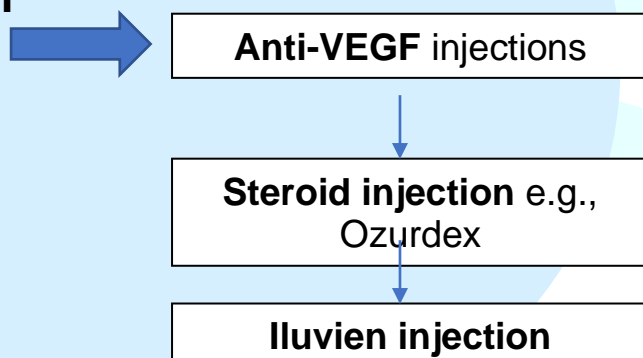 Anti-VEGF injections
Steroid injection e.g.,
Ozurdex
Iluvien injection